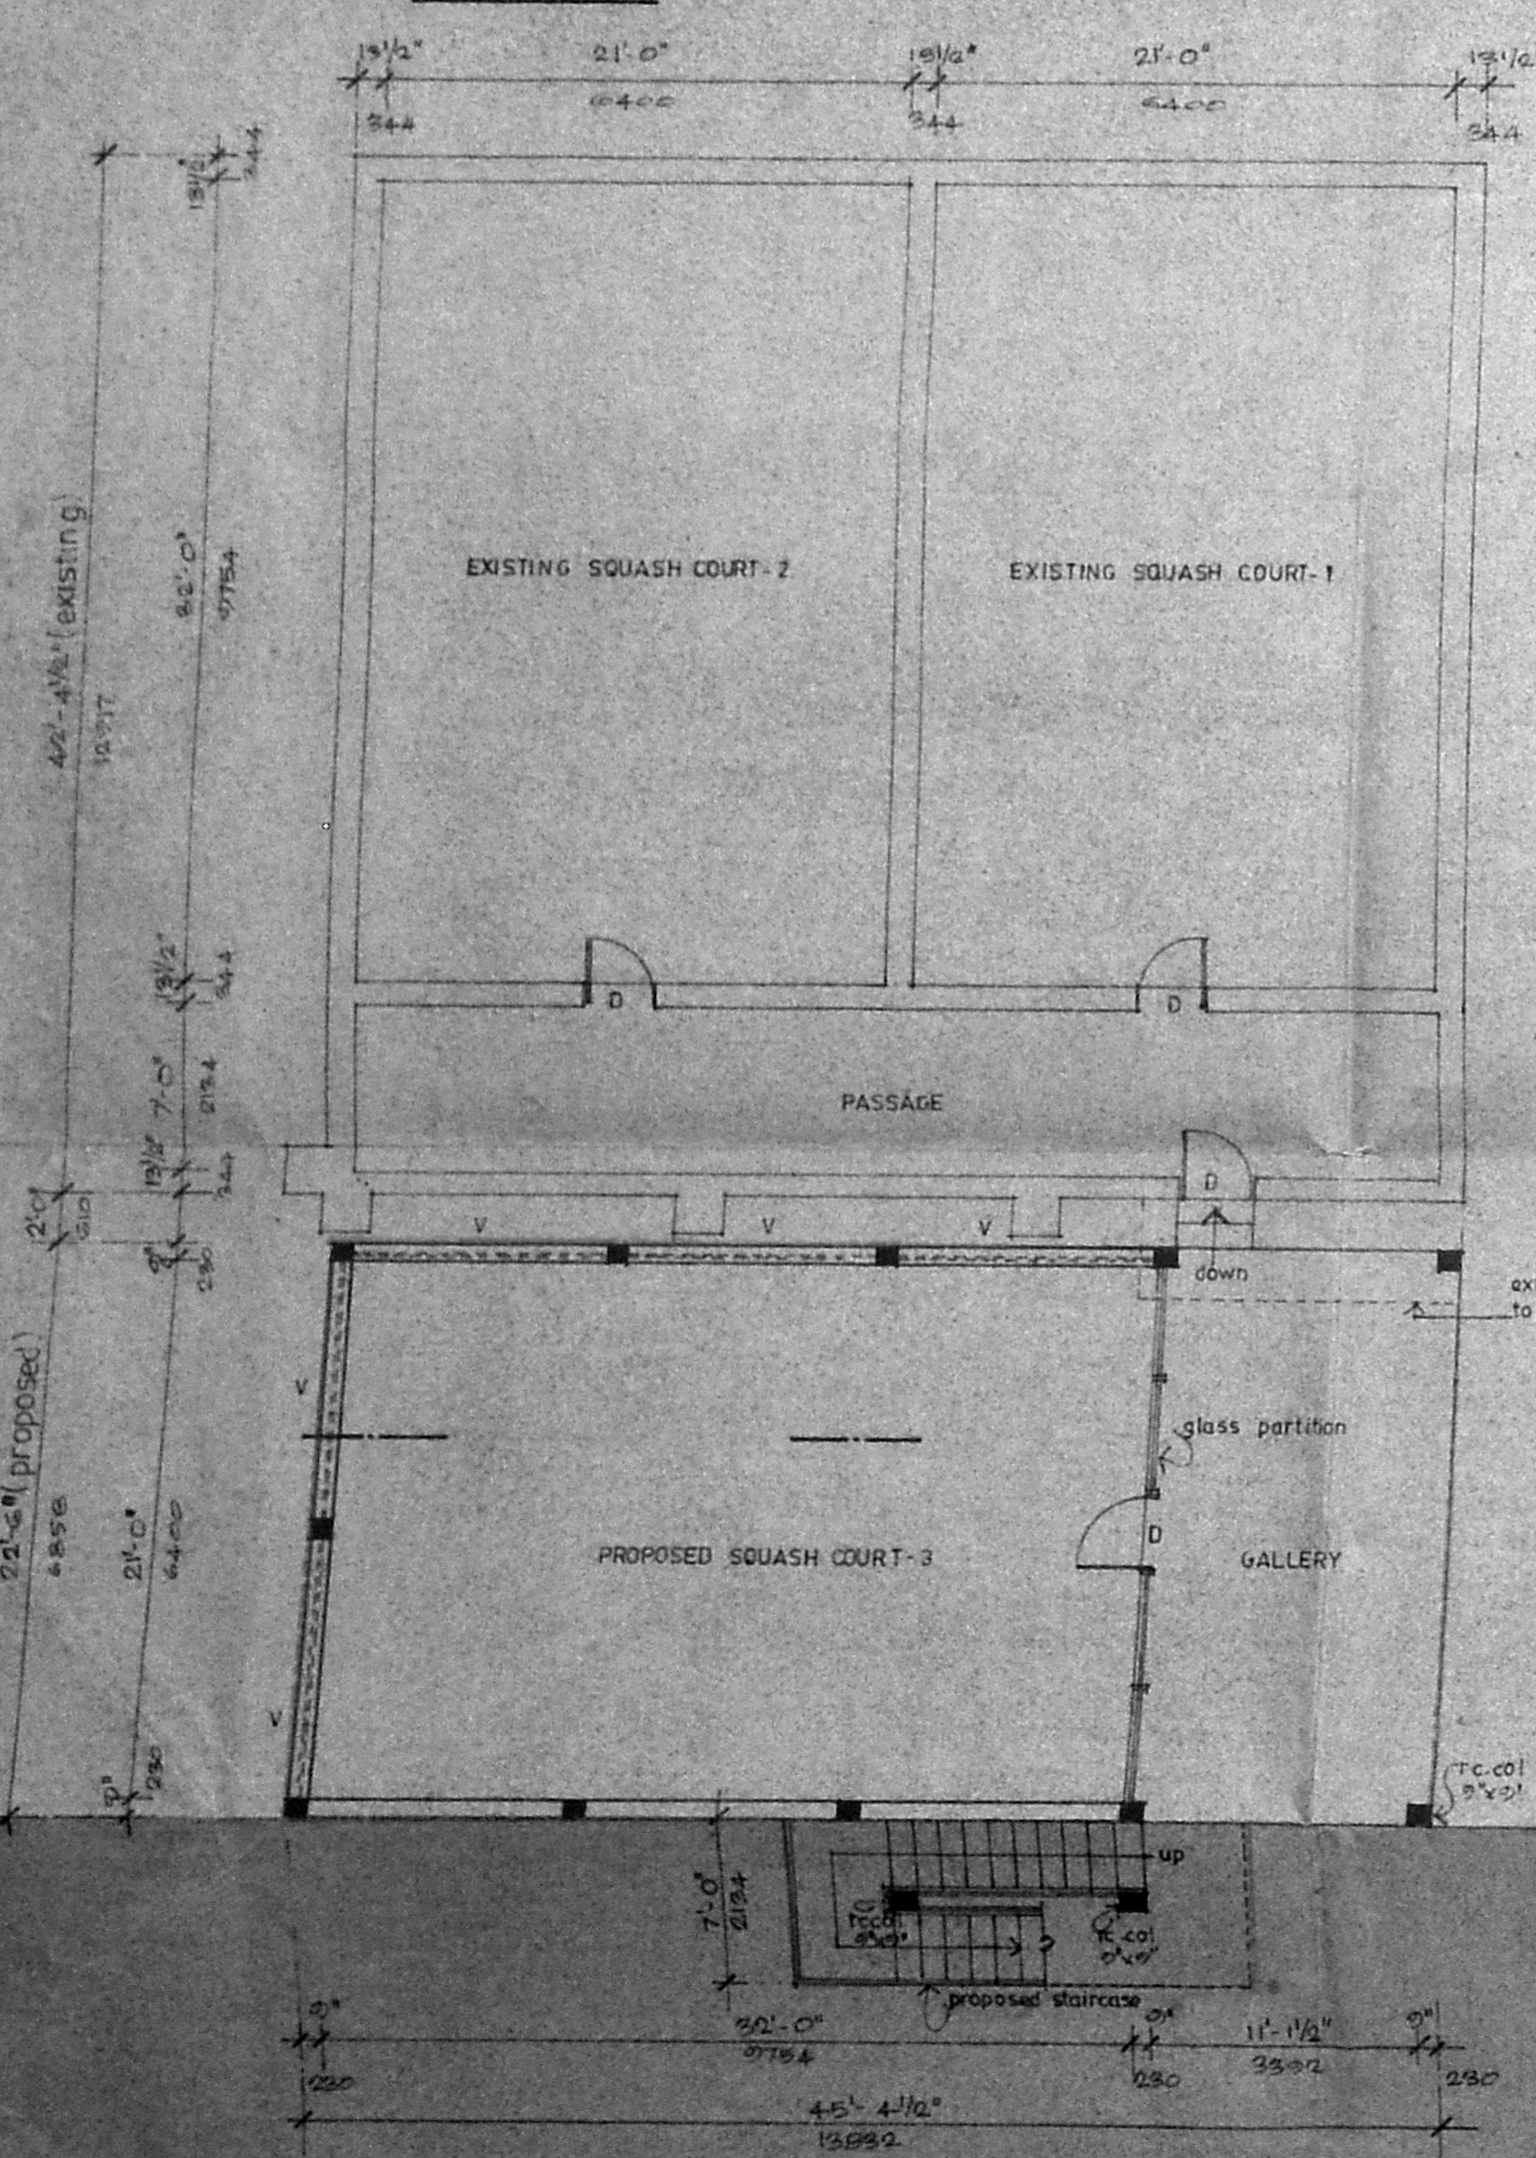 13½" 21'-0" 13½" 21'-0" 13½
344 6400 344 6400 344
13½"
344
42'-4½" (existing)
12917
32'-0"
9754
EXISTING SQUASH COURT-2
EXISTING SQUASH COURT-1
13½"
344
D
D
7'-0"
2134
PASSAGE
13½"
344
D
2'-0"
610
V
V
V
9"
230
down
ex
to
V
glass partition
22'-6" (proposed)
6858
21'-0"
6400
D
PROPOSED SQUASH COURT-3
GALLERY
V
9"
230
rc.col
9"x9"
up
7'-0"
2134
rc.col
9"x9"
rc.col
9"x9"
proposed staircase
9" 32'-0" 9" 11'-1½" 9"
230 9754 230 3392 230
45'-4½"
13832